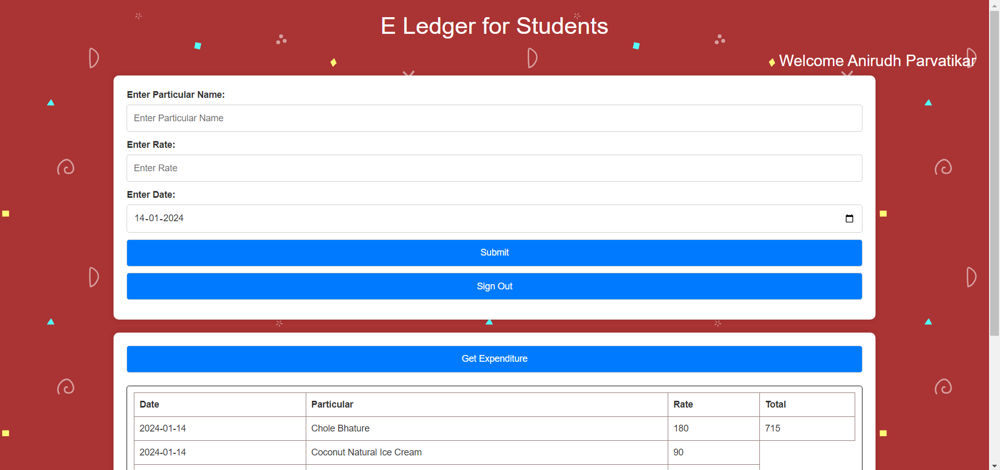 E Ledger for Students
Welcome Anirudh Parvatikar
Enter Particular Name:
Enter Particular Name
Enter Rate:
Enter Rate
Enter Date:
14-01-2024
Submit
Sign Out
Get Expenditure
Date Particular Rate Total
2024-01-14 Chole Bhature 180 715
2024-01-14 Coconut Natural Ice Cream 90